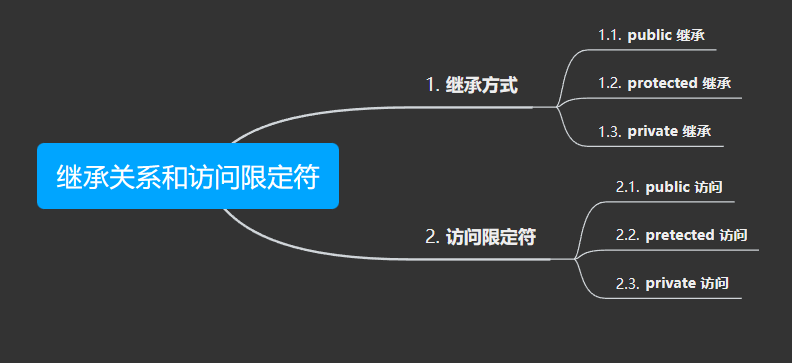 继承关系和访问限定符
1. 继承方式
1.1. public 继承
1.2. protected 继承
1.3. private 继承
2. 访问限定符
2.1. public 访问
2.2. pretected 访问
2.3. private 访问